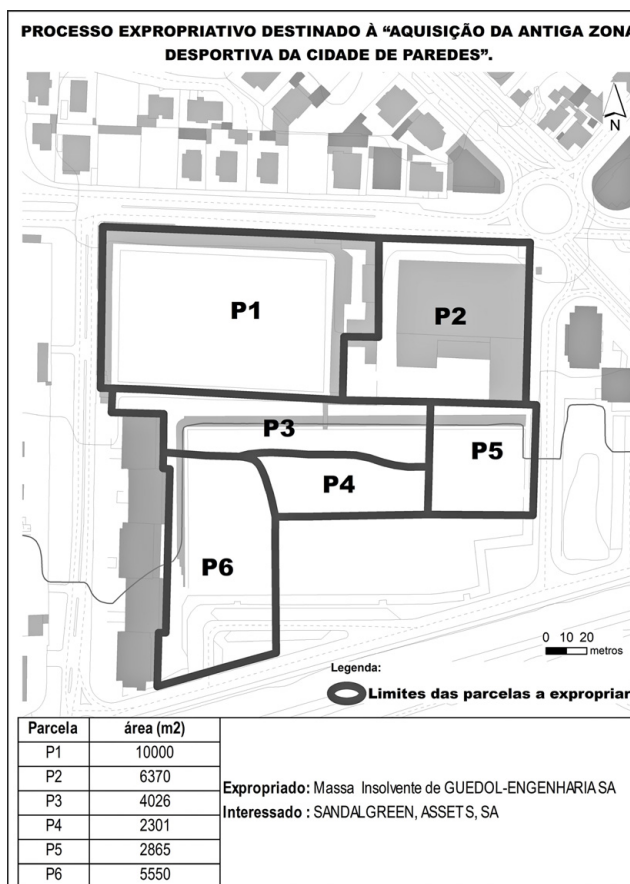 PROCESSO EXPROPRIATIVO DESTINADO À “AQUISIÇÃO DA ANTIGA ZONA
DESPORTIVA DA CIDADE DE PAREDES”.
N
P1
P2
P3
P5
P4
P6
0 10 20
metros
Legenda:
Limites das parcelas a expropriar
Parcela área (m2)
P1 10000
P2 6370
P3 4026
P4 2301
P5 2865
P6 5550
Expropriado: Massa Insolvente de GUEDOL-ENGENHARIA SA
Interessado : SANDALGREEN, ASSETS, SA